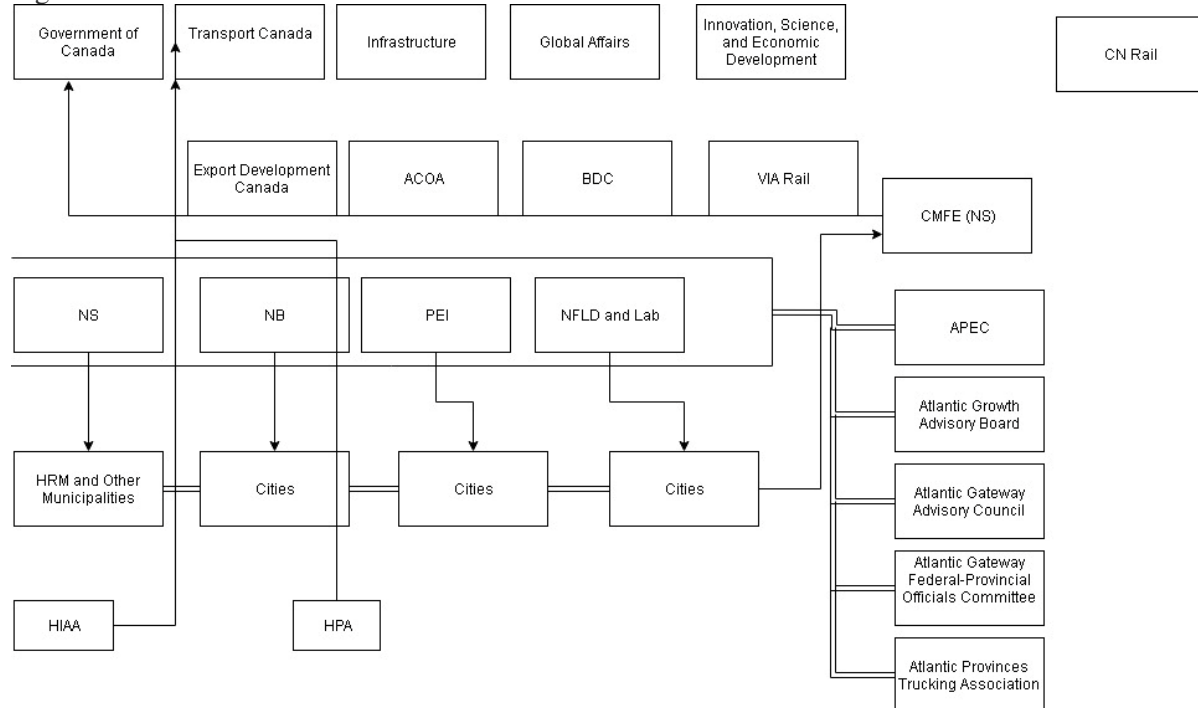 Government of
Canada
Transport Canada
Infrastructure
Global Affairs
Innovation, Science,
and Economic
Development
CN Rail
Export Development
Canada
ACOA
BDC
VIA Rail
CMFE (NS)
NS
NB
PEI
NFLD and Lab
APEC
Atlantic Growth
Advisory Board
HRM and Other
Municipalities
Cities
Cities
Cities
Atlantic Gateway
Advisory Council
Atlantic Gateway
Federal-Provincial
Officials Committee
HIAA
HPA
Atlantic Provinces
Trucking Association